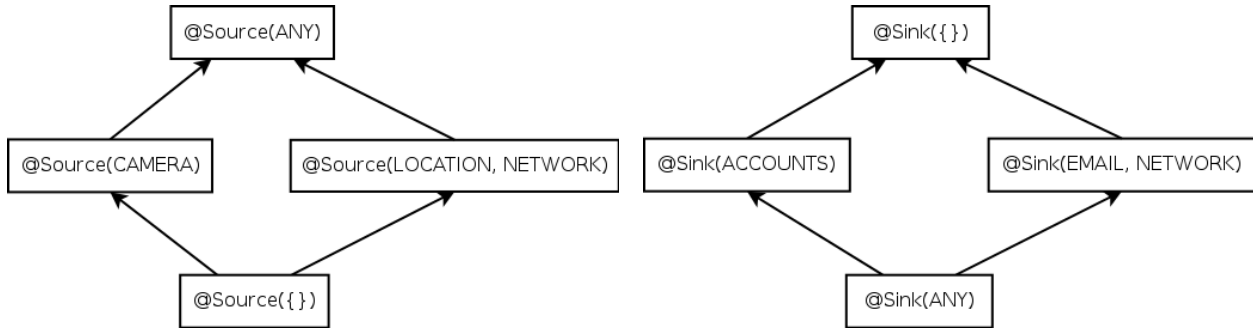 @Source(ANY)
@Source(CAMERA)
@Source(LOCATION, NETWORK)
@Source({ })
@Sink({ })
@Sink(ACCOUNTS)
@Sink(EMAIL, NETWORK)
@Sink(ANY)